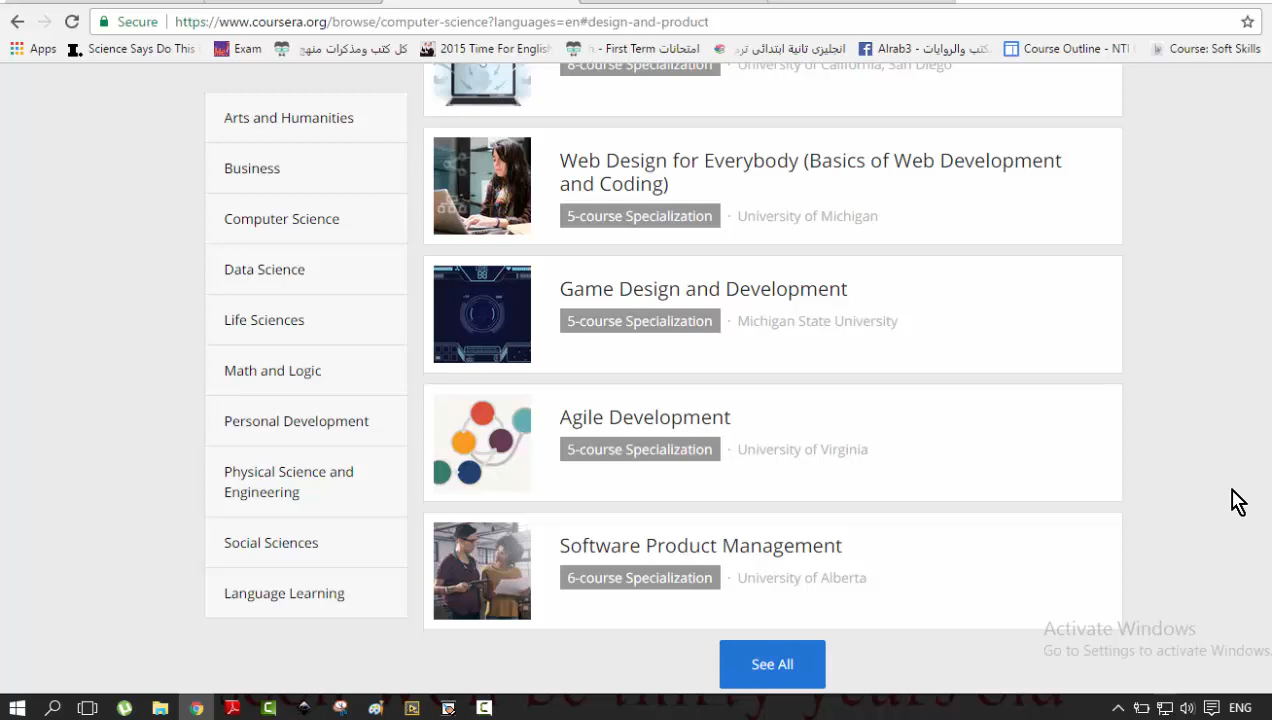 Secure
https://www.coursera.org/browse/computer-science?languages=en#design-and-product
Apps
Science Says Do This
Exam
كل كتب ومذكرات منهج
2015 Time For English
امتحانات - First Term
انجليزى ثانية ابتدائى تر
كتب والروايات - Alrab3
Course Outline - NTI
Course: Soft Skills
8-course Specialization · University of California, San Diego
Arts and Humanities
Business
Computer Science
Data Science
Life Sciences
Math and Logic
Personal Development
Physical Science and
Engineering
Social Sciences
Language Learning
Web Design for Everybody (Basics of Web Development
and Coding)
5-course Specialization · University of Michigan
Game Design and Development
5-course Specialization · Michigan State University
Agile Development
5-course Specialization · University of Virginia
Software Product Management
6-course Specialization · University of Alberta
See All
Activate Windows
Go to Settings to activate Windows.
ENG